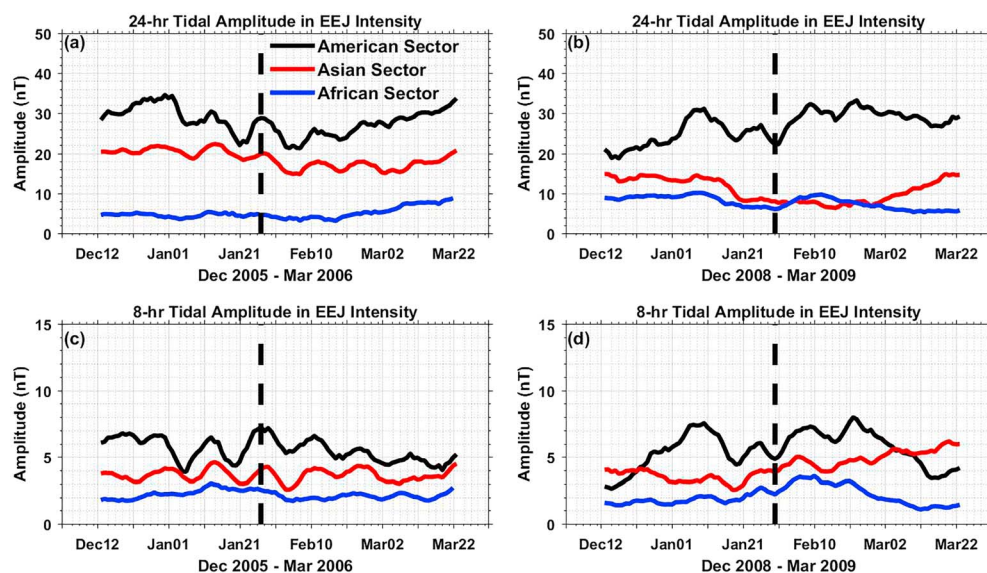 24-hr Tidal Amplitude in EEJ Intensity
(a)
American Sector
Asian Sector
African Sector
Amplitude (nT)
50
40
30
20
10
0
Dec12 Jan01 Jan21 Feb10 Mar02 Mar22
Dec 2005 - Mar 2006
24-hr Tidal Amplitude in EEJ Intensity
(b)
Amplitude (nT)
50
40
30
20
10
0
Dec12 Jan01 Jan21 Feb10 Mar02 Mar22
Dec 2008 - Mar 2009
8-hr Tidal Amplitude in EEJ Intensity
(c)
Amplitude (nT)
15
10
5
0
Dec12 Jan01 Jan21 Feb10 Mar02 Mar22
Dec 2005 - Mar 2006
8-hr Tidal Amplitude in EEJ Intensity
(d)
Amplitude (nT)
15
10
5
0
Dec12 Jan01 Jan21 Feb10 Mar02 Mar22
Dec 2008 - Mar 2009